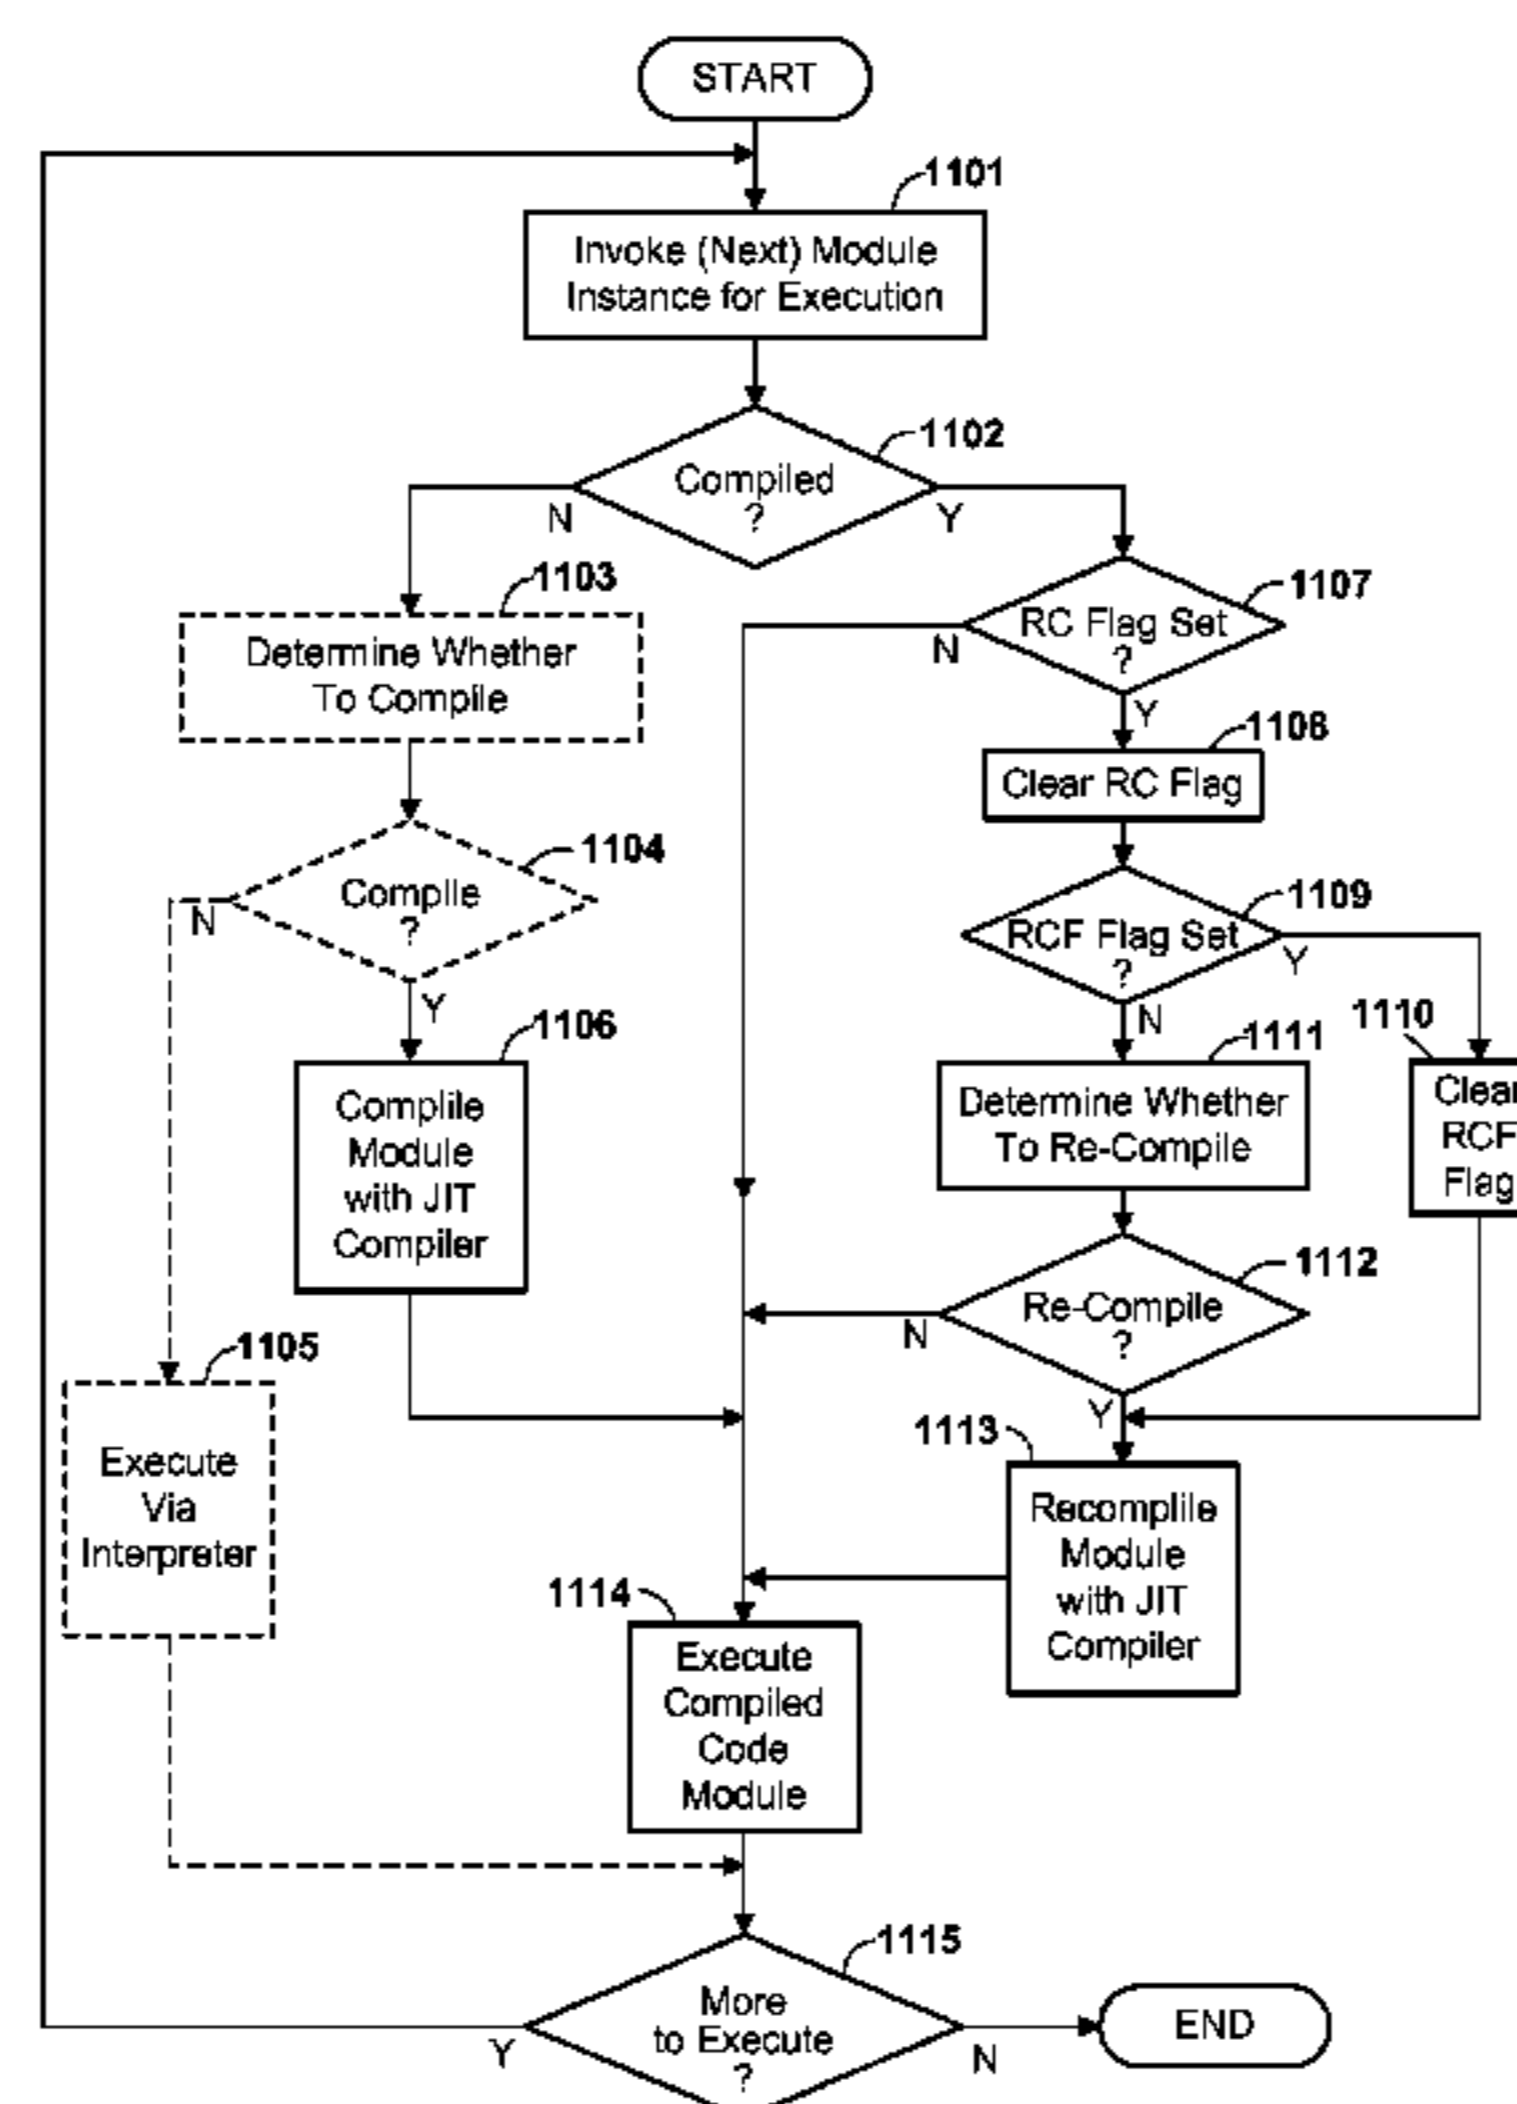 START
1101
Invoke (Next) Module
Instance for Execution
1102
Compiled
?
N
Y
1103
Determine Whether
To Compile
1107
RC Flag Set
?
N
Y
1108
Clear RC Flag
1104
Compile
?
N
Y
1109
RCF Flag Set
?
Y
N
1106
Complile
Module
with JIT
Compiler
1111
Determine Whether
To Re-Compile
1110
Clear
RCF
Flag
1112
Re-Compile
?
N
Y
1105
Execute
Via
Interpreter
1113
Recomplile
Module
with JIT
Compiler
1114
Execute
Compiled
Code
Module
1115
More
to Execute
?
Y
N
END